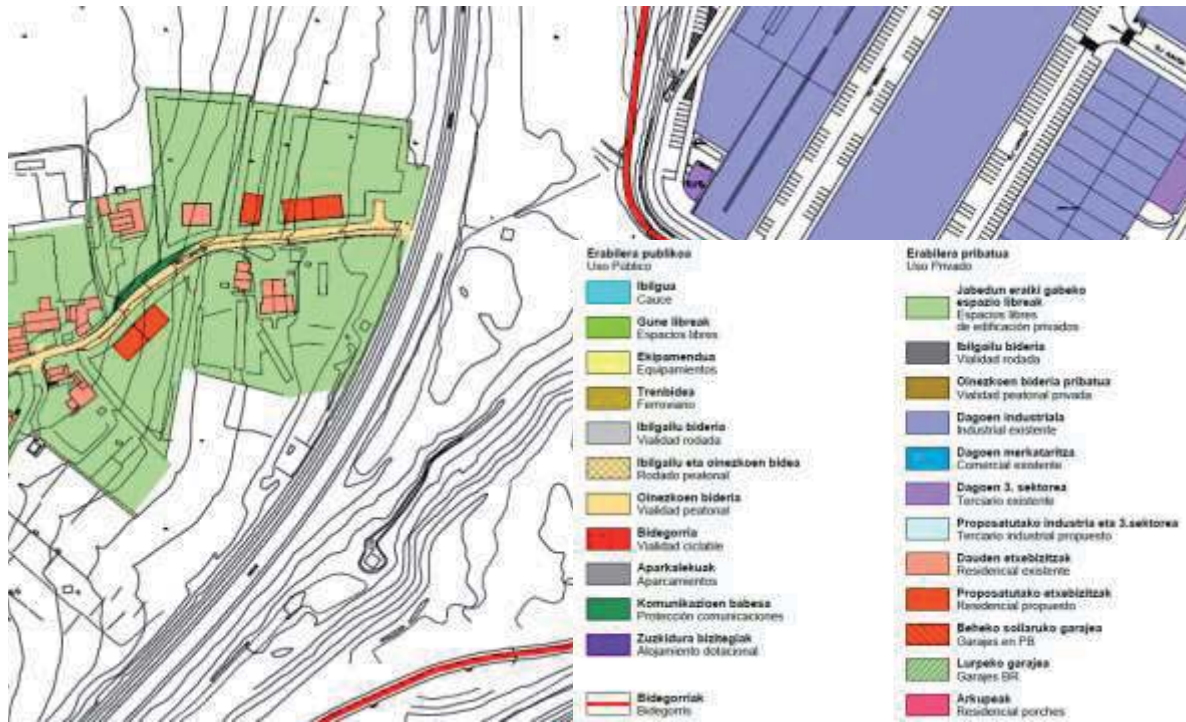 Erabilera publikoa
Uso Público
Ibilgua
Cauce
Gune libreak
Espacios libres
Ekipamendua
Equipamientos
Trenbidea
Ferroviario
Ibilgailu bideria
Vialidad rodada
Ibilgailu eta oinezkoen bidea
Rodado peatonal
Oinezkoen bideria
Vialidad peatonal
Bidegorria
Vialidad ciclable
Aparkalekuak
Aparcamientos
Komunikazioen babesa
Protección comunicaciones
Zuzkidura bizitegiak
Alojamiento dotacional
Bidegorriak
Bidegorris
Erabilera pribatua
Uso Privado
Jabedun eraiki gabeko
espazio libreak
Espacios libres
de edificación privados
Ibilgailu bideria
Vialidad rodada
Oinezkoen bideria pribatua
Vialidad peatonal privada
Dagoen industriala
Industrial existente
Dagoen merkataritza
Comercial existente
Dagoen 3. sektorea
Terciario existente
Proposatutako industria eta 3.sektorea
Terciario industrial propuesto
Dauden etxebizitzak
Residencial existente
Proposatutako etxebizitzak
Residencial propuesto
Beheko soilaruko garajea
Garajes en PB
Lurpeko garajea
Garajes BR
Arkupeak
Residencial porches